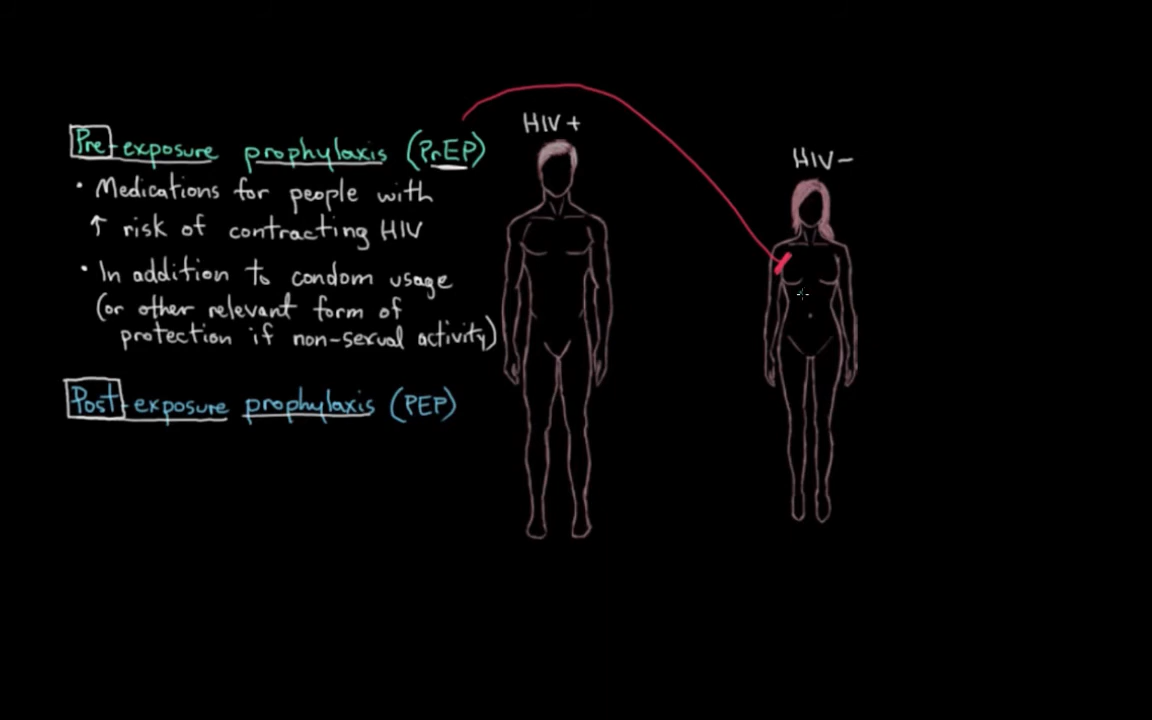 Pre-exposure prophylaxis (PrEP)
• Medications for people with
↑ risk of contracting HIV
• In addition to condom usage
(or other relevant form of
protection if non-sexual activity)
Post-exposure prophylaxis (PEP)
HIV+
HIV−